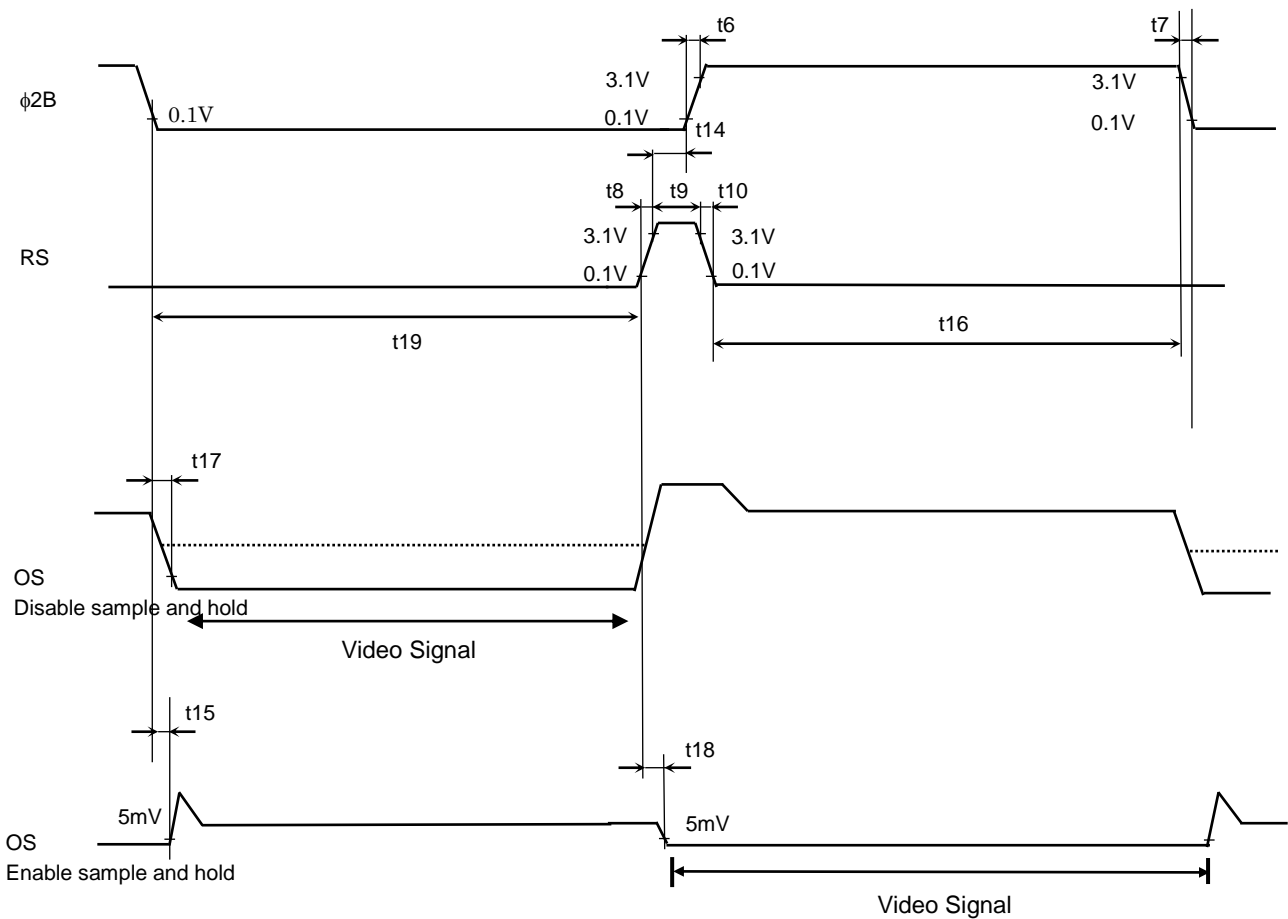 t6
t7
ϕ2B
3.1V
3.1V
0.1V
0.1V
0.1V
t14
t8
t9
t10
RS
3.1V
3.1V
0.1V
0.1V
t19
t16
t17
OS
Disable sample and hold
Video Signal
t15
t18
5mV
5mV
OS
Enable sample and hold
Video Signal